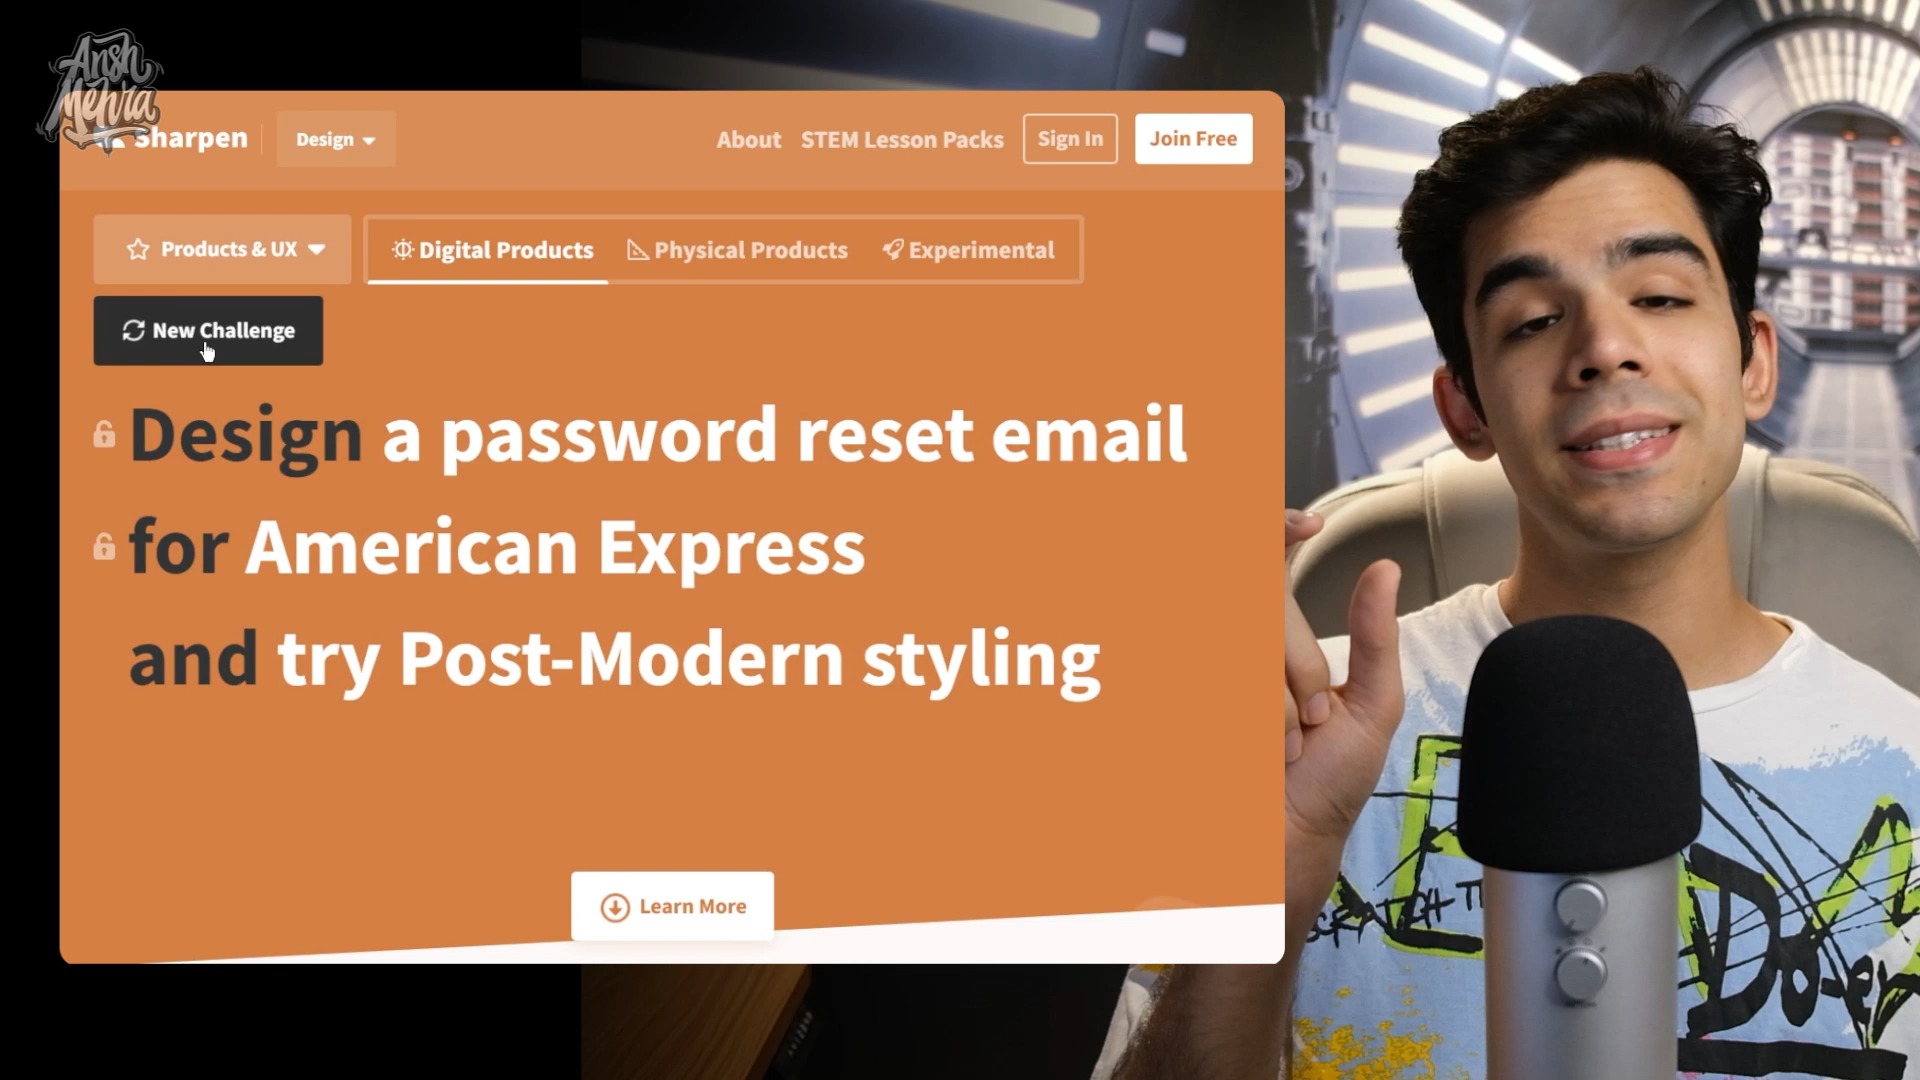 Ansh
Mehra
Sharpen
Design
About
STEM Lesson Packs
Sign In
Join Free
Products & UX
Digital Products
Physical Products
Experimental
New Challenge
Design a password reset email
for American Express
and try Post-Modern styling
Learn More
SCRATCH